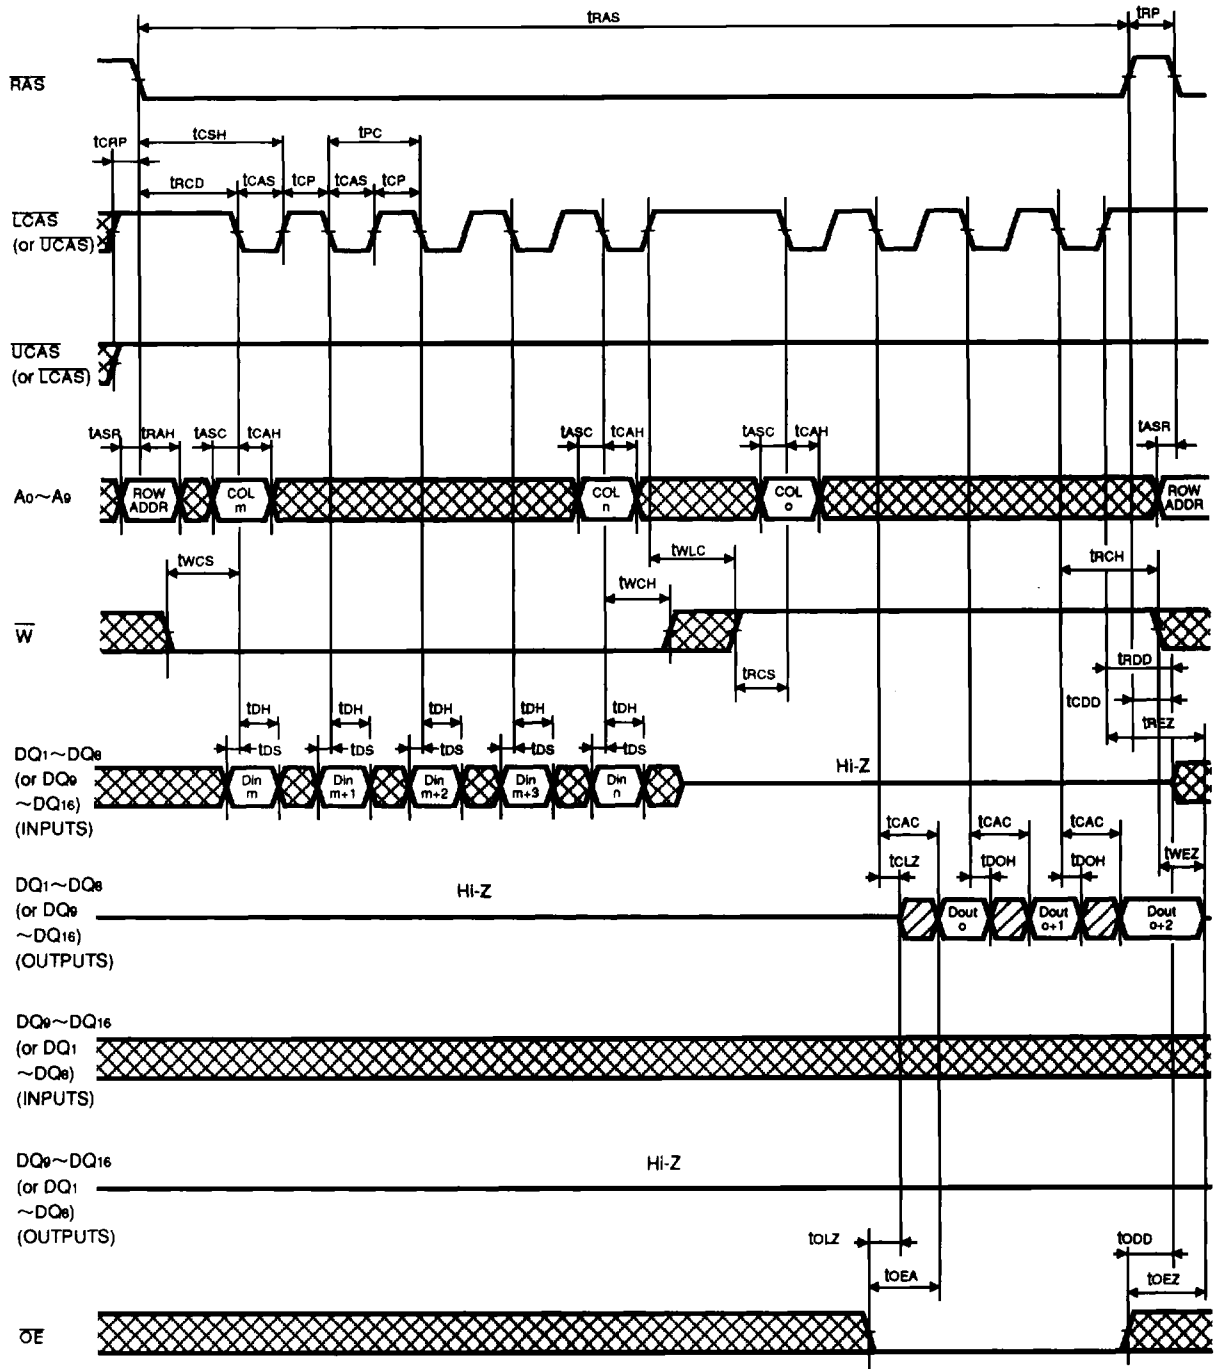 tRAS
tRP
RAS
tCRP
tCSH
tPC
tRCD
tCAS
tCP
tCAS
tCP
LCAS
(or UCAS)
UCAS
(or LCAS)
tASR
tRAH
tASC
tCAH
tASC
tCAH
tASC
tCAH
tASR
A0~A9
ROW
ADDR
COL
m
COL
n
COL
o
ROW
ADDR
tWCS
tWLC
tRCH
tWCH
W
tRCS
tRDD
tCDD
tREZ
tDH
tDH
tDH
tDH
tDH
tDS
tDS
tDS
tDS
tDS
DQ1~DQ8
(or DQ9
~DQ16)
(INPUTS)
Din
m
Din
m+1
Din
m+2
Din
m+3
Din
n
Hi-Z
tCAC
tCAC
tCAC
tCLZ
tDOH
tDOH
tWEZ
DQ1~DQ8
(or DQ9
~DQ16)
(OUTPUTS)
Hi-Z
Dout
o
Dout
o+1
Dout
o+2
DQ9~DQ16
(or DQ1
~DQ8)
(INPUTS)
DQ9~DQ16
(or DQ1
~DQ8)
(OUTPUTS)
Hi-Z
tOLZ
tODD
tOEA
tOEZ
OE